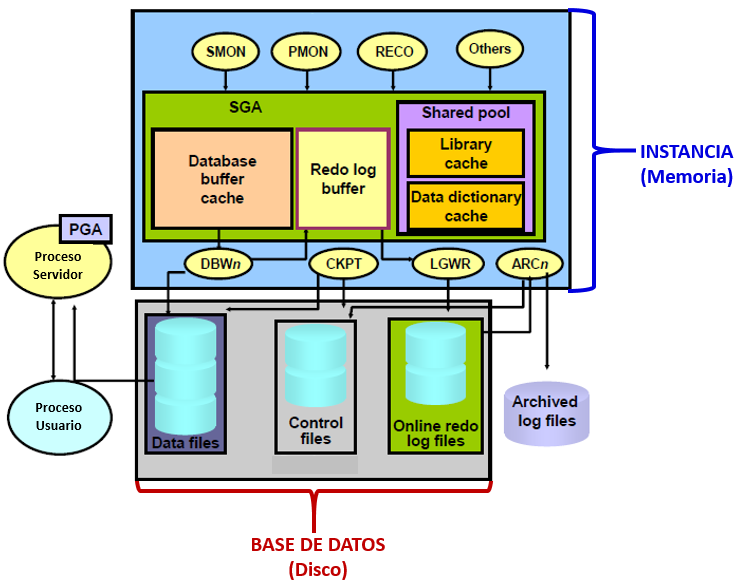 SMON
PMON
RECO
Others
SGA
Shared pool
Database
buffer
cache
Redo log
buffer
Library
cache
Data dictionary
cache
INSTANCIA
(Memoria)
PGA
Proceso
Servidor
DBWn
CKPT
LGWR
ARCn
Proceso
Usuario
Data files
Control
files
Online redo
log files
Archived
log files
BASE DE DATOS
(Disco)